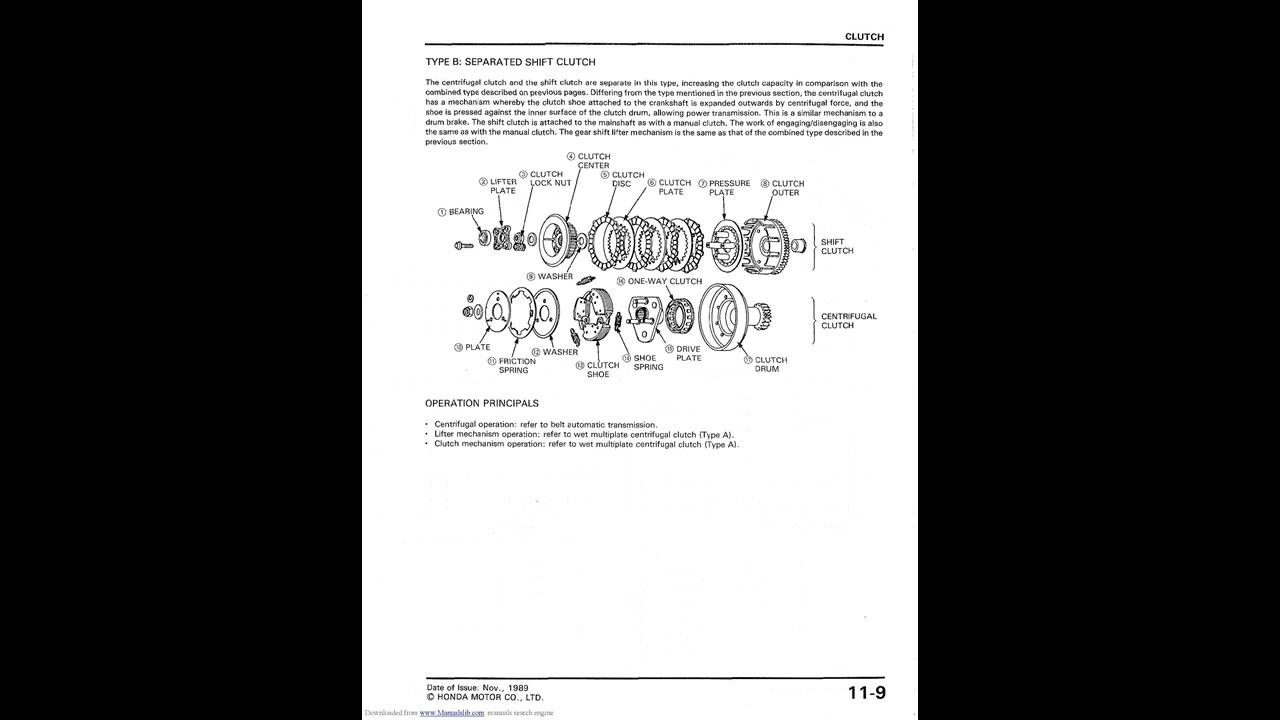 CLUTCH
TYPE B: SEPARATED SHIFT CLUTCH
The centrifugal clutch and the shift clutch are separate in this type, increasing the clutch capacity in comparison with the
combined type described on previous pages. Differing from the type mentioned in the previous section, the centrifugal clutch
has a mechanism whereby the clutch shoe attached to the crankshaft is expanded outwards by centrifugal force, and the
shoe is pressed against the inner surface of the clutch drum, allowing power transmission. This is a similar mechanism to a
drum brake. The shift clutch is attached to the mainshaft as with a manual clutch. The work of engaging/disengaging is also
the same as with the manual clutch. The gear shift lifter mechanism is the same as that of the combined type described in the
previous section.
④ CLUTCH
CENTER
③ CLUTCH
LOCK NUT
⑤ CLUTCH
DISC
② LIFTER
PLATE
⑥ CLUTCH
PLATE
⑦ PRESSURE
PLATE
⑧ CLUTCH
OUTER
① BEARING
SHIFT
CLUTCH
⑨ WASHER
⑯ ONE-WAY CLUTCH
CENTRIFUGAL
CLUTCH
⑩ PLATE
⑪ FRICTION
SPRING
⑫ WASHER
⑬ CLUTCH
SHOE
⑭ SHOE
SPRING
⑮ DRIVE
PLATE
⑰ CLUTCH
DRUM
OPERATION PRINCIPALS
• Centrifugal operation: refer to belt automatic transmission.
• Lifter mechanism operation: refer to wet multiplate centrifugal clutch (Type A).
• Clutch mechanism operation: refer to wet multiplate centrifugal clutch (Type A).
Date of Issue: Nov., 1989
© HONDA MOTOR CO., LTD.
11-9
Downloaded from www.Manualslib.com manuals search engine